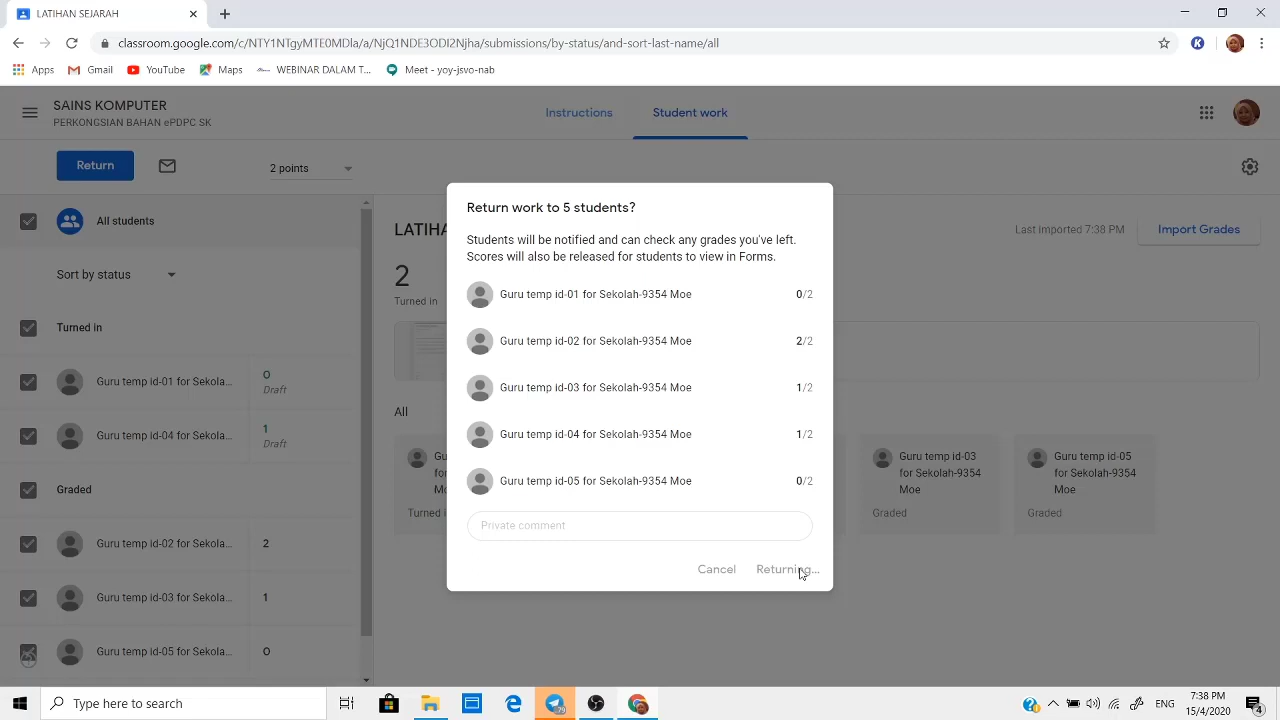 LATIHAN SEJARAH
classroom.google.com/c/NTY1NTgyMTE0MDla/a/NjQ1NDE3ODI2Njha/submissions/by-status/and-sort-last-name/all
Apps
Gmail
YouTube
Maps
WEBINAR DALAM T...
Meet - yoy-jsvo-nab
SAINS KOMPUTER
PERKONGSIAN BAHAN ePDPC SK
Instructions
Student work
Return
2 points
All students
Sort by status
Turned in
Guru temp id-01 for Sekola...
0
Draft
Guru temp id-04 for Sekola...
1
Draft
Graded
Guru temp id-02 for Sekola...
2
Guru temp id-03 for Sekola...
1
Guru temp id-05 for Sekola...
0
LATIHA
Last imported 7:38 PM
Import Grades
2
Turned in
All
Gu
for
Mo
Turned i
Guru temp id-03
for Sekolah-9354
Moe
Graded
Guru temp id-05
for Sekolah-9354
Moe
Graded
Return work to 5 students?
Students will be notified and can check any grades you've left.
Scores will also be released for students to view in Forms.
Guru temp id-01 for Sekolah-9354 Moe 0/2
Guru temp id-02 for Sekolah-9354 Moe 2/2
Guru temp id-03 for Sekolah-9354 Moe 1/2
Guru temp id-04 for Sekolah-9354 Moe 1/2
Guru temp id-05 for Sekolah-9354 Moe 0/2
Private comment
Cancel
Returning...
Type here to search
79
ENG
7:38 PM
15/4/2020
4